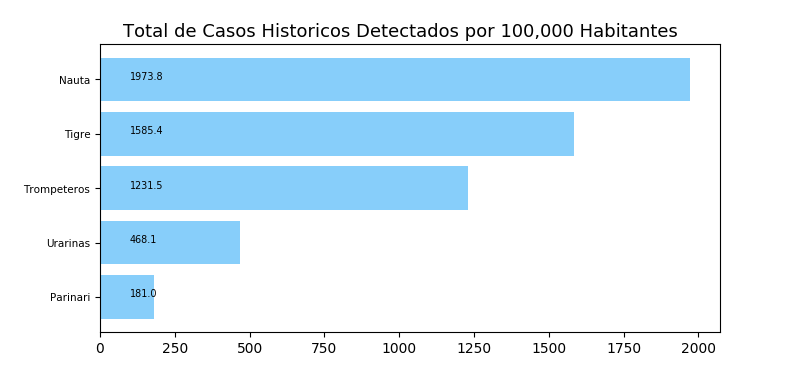 Total de Casos Historicos Detectados por 100,000 Habitantes
Nauta 1973.8
Tigre 1585.4
Trompeteros 1231.5
Urarinas 468.1
Parinari 181.0
0 250 500 750 1000 1250 1500 1750 2000